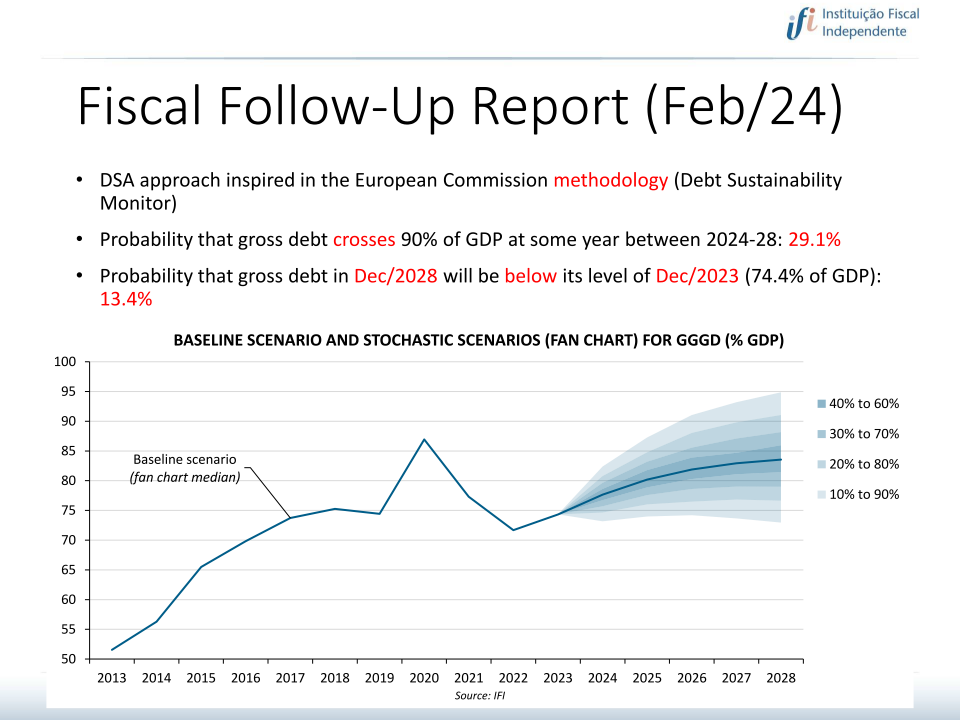 ifi Instituição Fiscal
Independente
Fiscal Follow-Up Report (Feb/24)
• DSA approach inspired in the European Commission methodology (Debt Sustainability
Monitor)
• Probability that gross debt crosses 90% of GDP at some year between 2024-28: 29.1%
• Probability that gross debt in Dec/2028 will be below its level of Dec/2023 (74.4% of GDP):
13.4%
BASELINE SCENARIO AND STOCHASTIC SCENARIOS (FAN CHART) FOR GGGD (% GDP)
100
95
90
85
80
75
70
65
60
55
50
Baseline scenario
(fan chart median)
40% to 60%
30% to 70%
20% to 80%
10% to 90%
2013 2014 2015 2016 2017 2018 2019 2020 2021 2022 2023 2024 2025 2026 2027 2028
Source: IFI